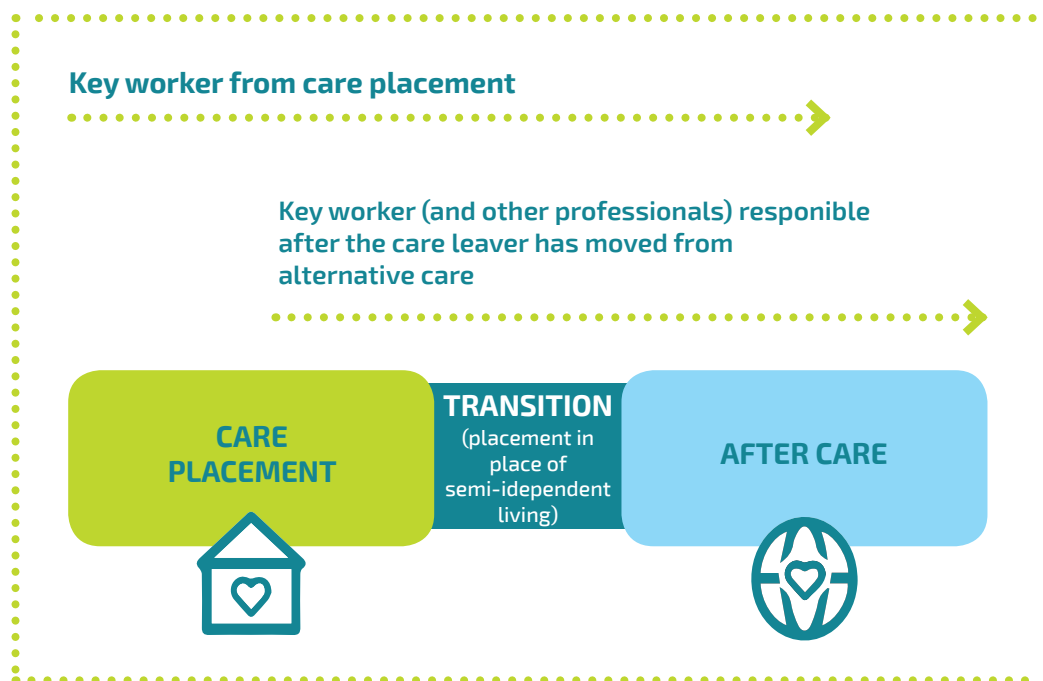 Key worker from care placement
Key worker (and other professionals) responible
after the care leaver has moved from
alternative care
CARE
PLACEMENT
TRANSITION
(placement in
place of
semi-idependent
living)
AFTER CARE